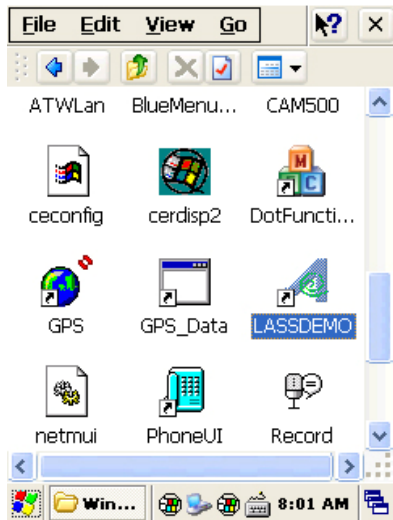 File Edit View Go
ATWLan BlueMenu... CAM500
ceconfig cerdisp2 DotFuncti...
GPS GPS_Data LASSDEMO
netmui PhoneUI Record
Win... 8:01 AM